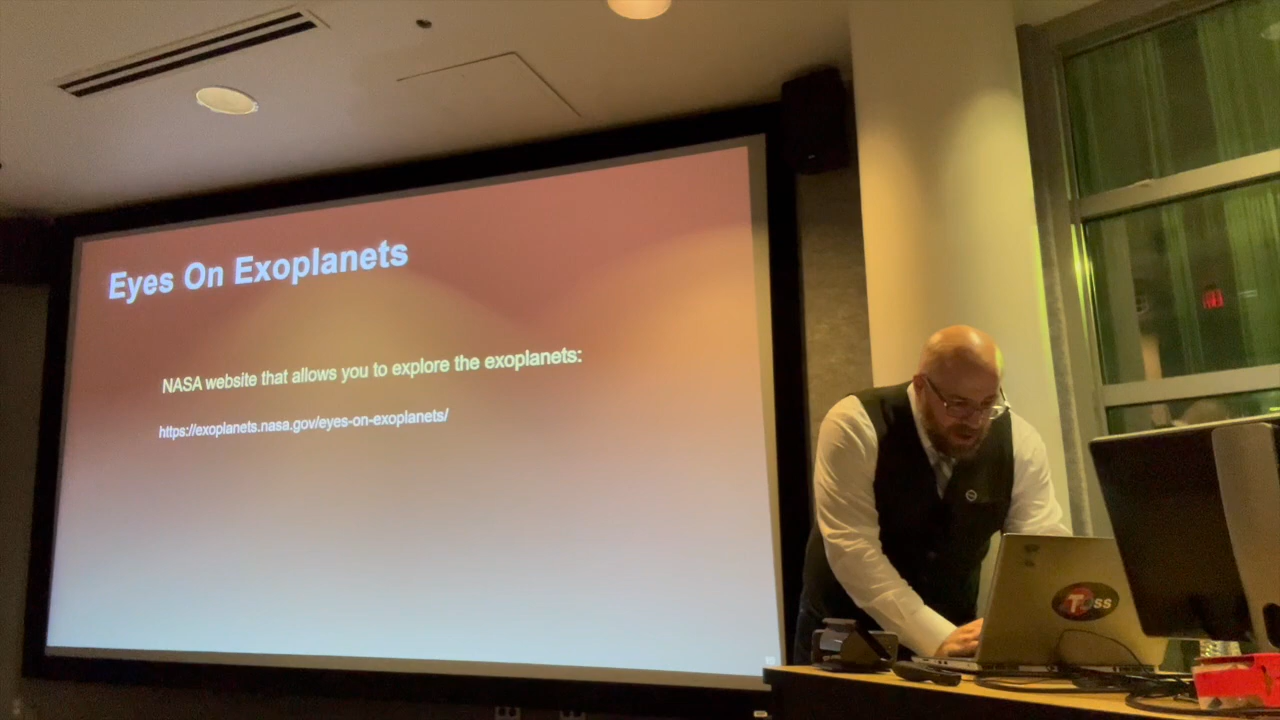 Eyes On Exoplanets
NASA website that allows you to explore the exoplanets:
https://exoplanets.nasa.gov/eyes-on-exoplanets/